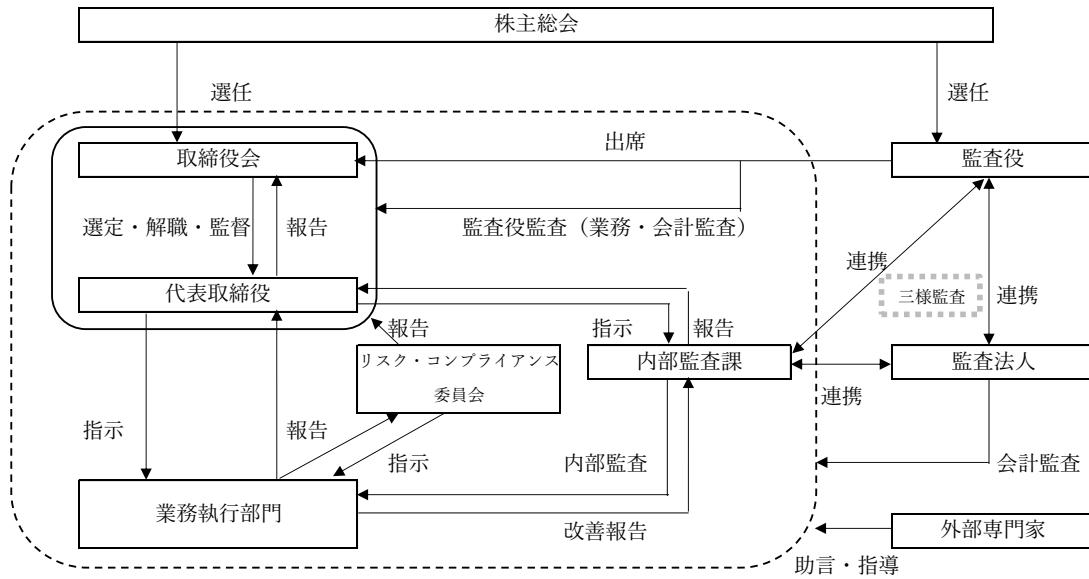 株主総会
選任
選任
出席
取締役会
監査役
選定・解職・監督
報告
監査役監査（業務・会計監査）
連携
代表取締役
三様監査
連携
報告
指示
報告
リスク・コンプライアンス
委員会
内部監査課
監査法人
連携
指示
報告
指示
内部監査
会計監査
業務執行部門
改善報告
外部専門家
助言・指導